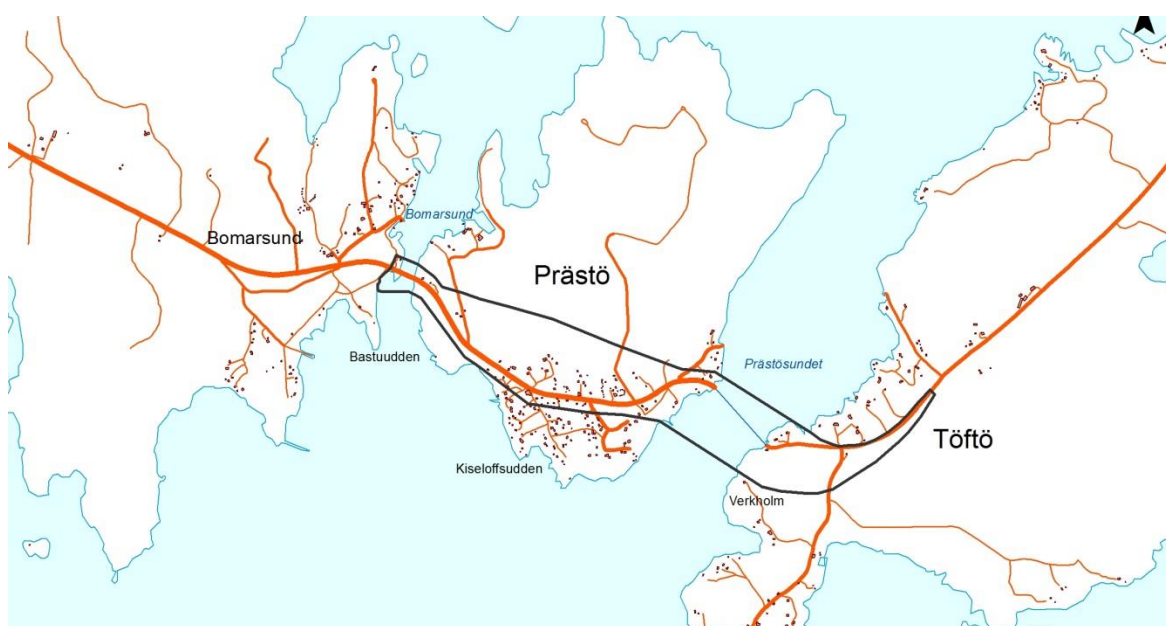 Bomarsund
Bomarsund
Prästö
Bastuudden
Prästösundet
Töftö
Kiseloffsudden
Verkholm